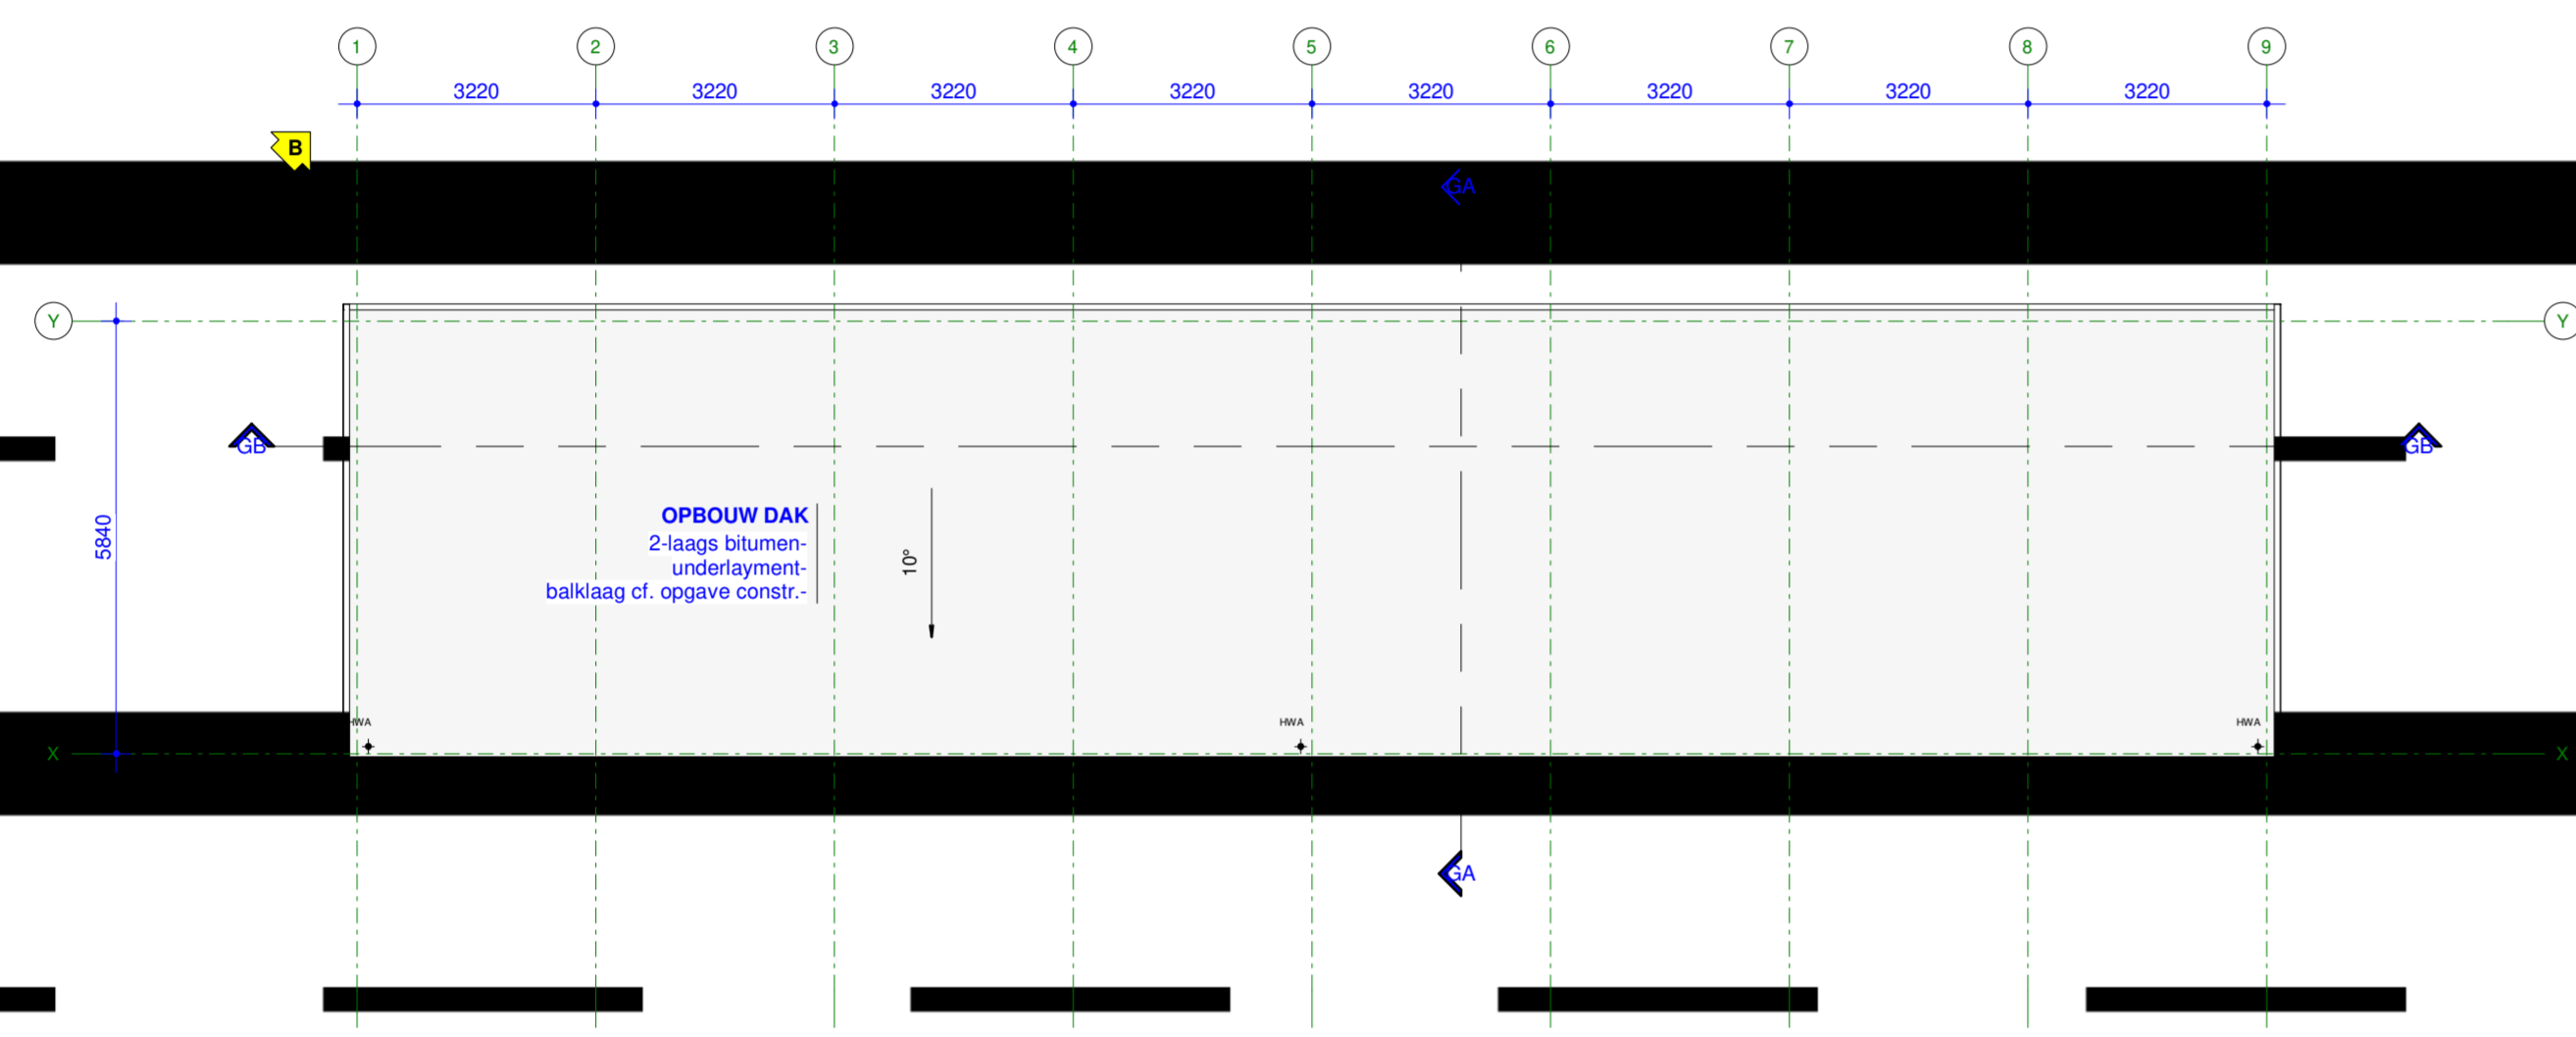 1 2 3 4 5 6 7 8 9
3220 3220 3220 3220 3220 3220 3220 3220
B
GA
Y Y
GB GB
OPBOUW DAK
2-laags bitumen-
underlayment-
balklaag cf. opgave constr.-
10°
5840
HWA HWA HWA
X X
GA